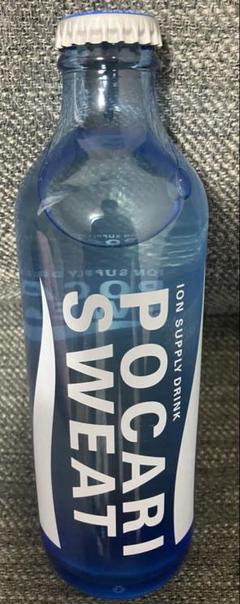 ION SUPPLY DRINK
POCARI
SWEAT